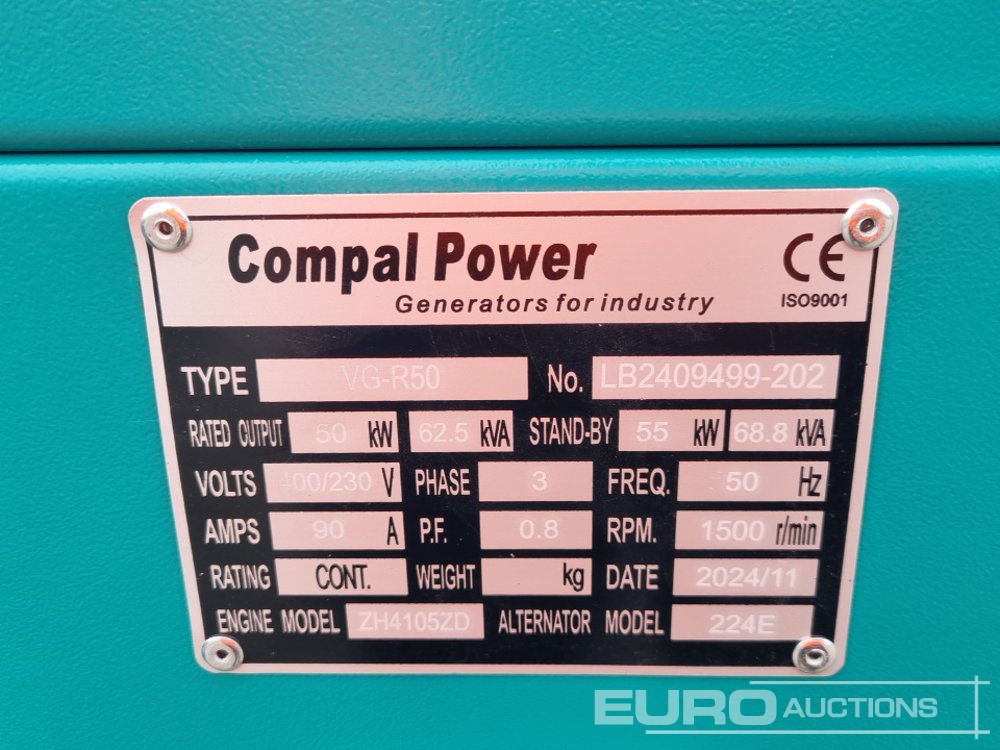 Compal Power
CE
Generators for industry
ISO9001
TYPE VG-R50 No. LB2409499-202
RATED OUTPUT 50 kW 62.5 kVA STAND-BY 55 kW 68.8 kVA
VOLTS 400/230 V PHASE 3 FREQ. 50 Hz
AMPS 90 A P.F. 0.8 RPM. 1500 r/min
RATING CONT. WEIGHT kg DATE 2024/11
ENGINE MODEL ZH4105ZD ALTERNATOR MODEL 224E
EURO AUCTIONS